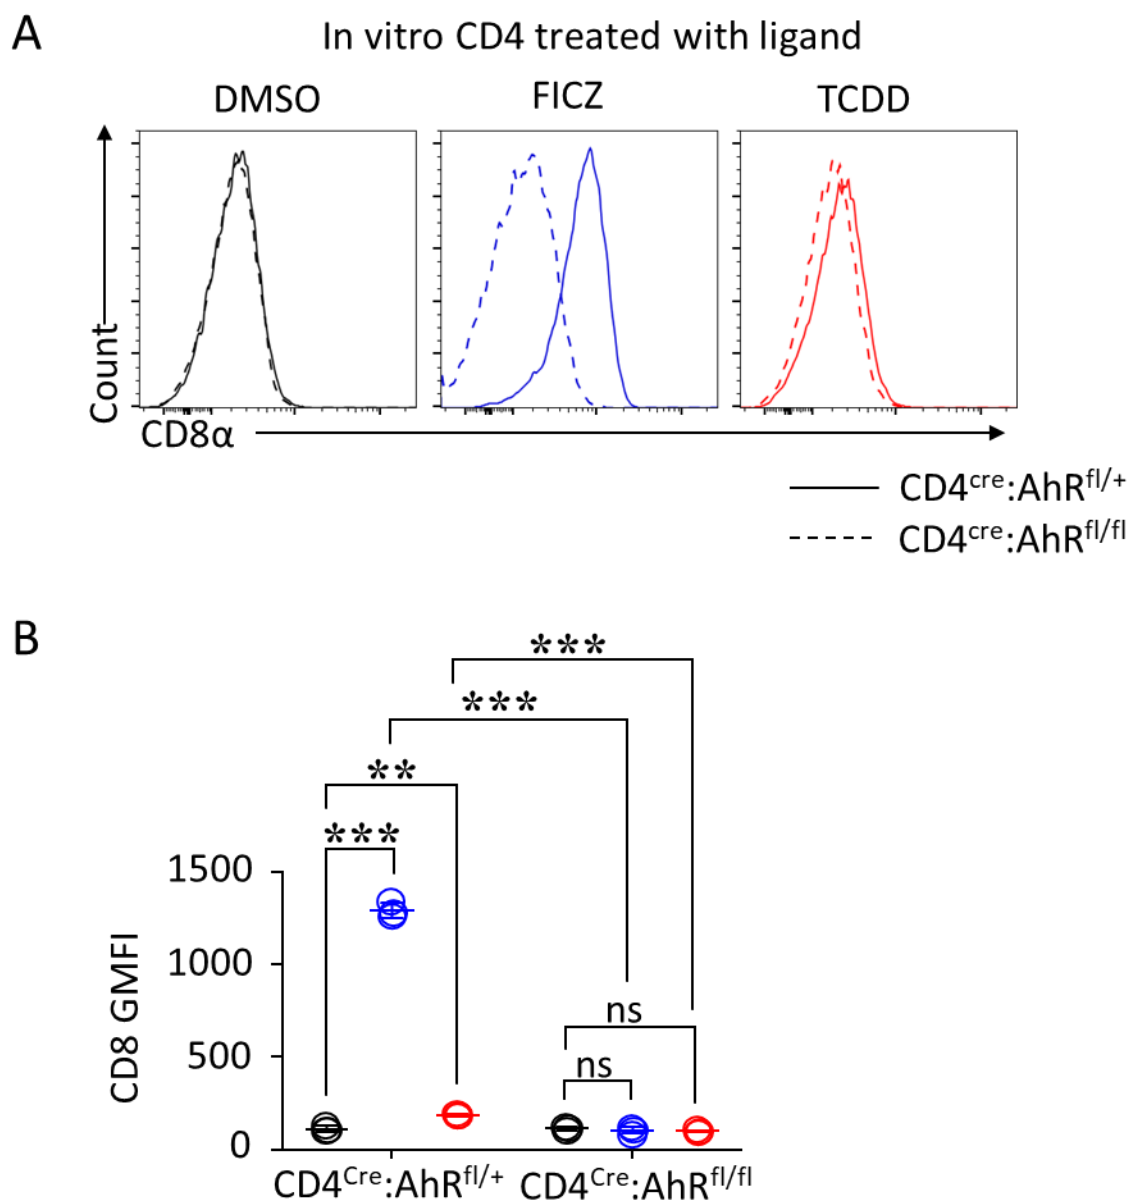 A
In vitro CD4 treated with ligand
DMSO
FICZ
TCDD
Count
CD8α
CD4cre:AhRfl/+
CD4cre:AhRfl/fl
B
***
***
**
***
1500
1000
500
0
CD8 GMFI
ns
ns
CD4Cre:AhRfl/+
CD4Cre:AhRfl/fl